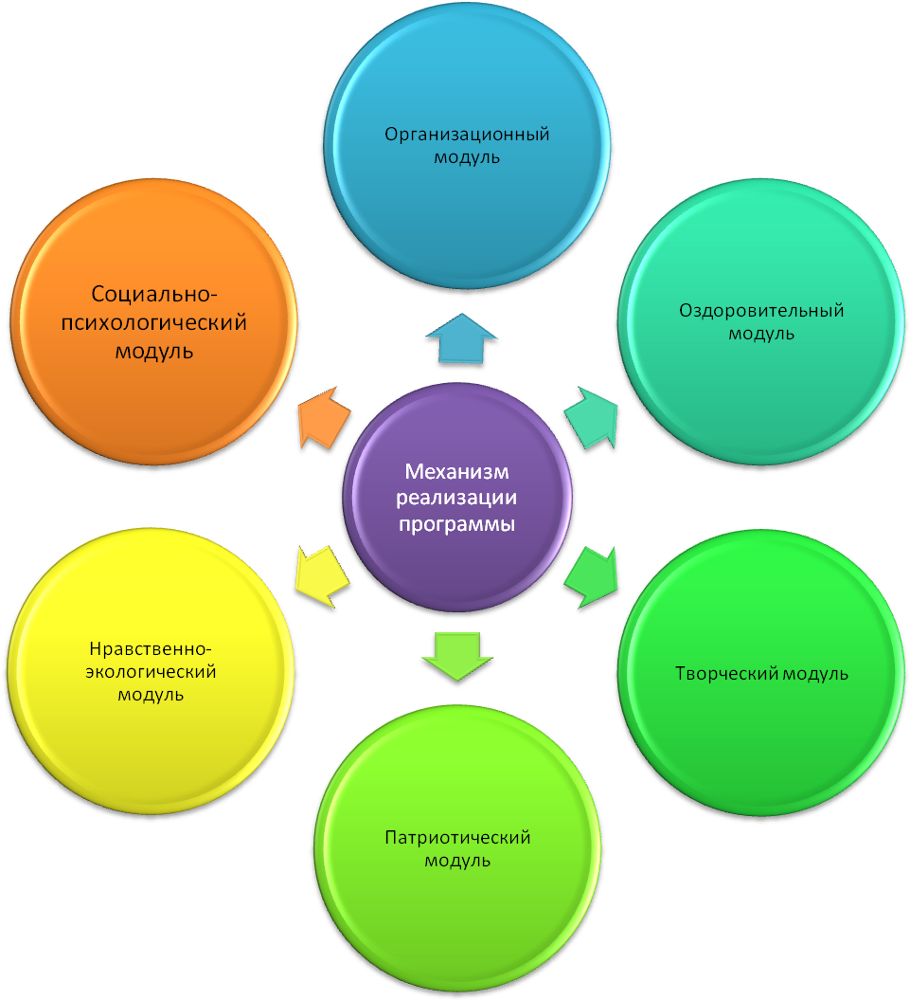 Организационный
модуль
Социально-
психологический
модуль
Оздоровительный
модуль
Механизм
реализации
программы
Нравственно-
экологический
модуль
Творческий модуль
Патриотический
модуль